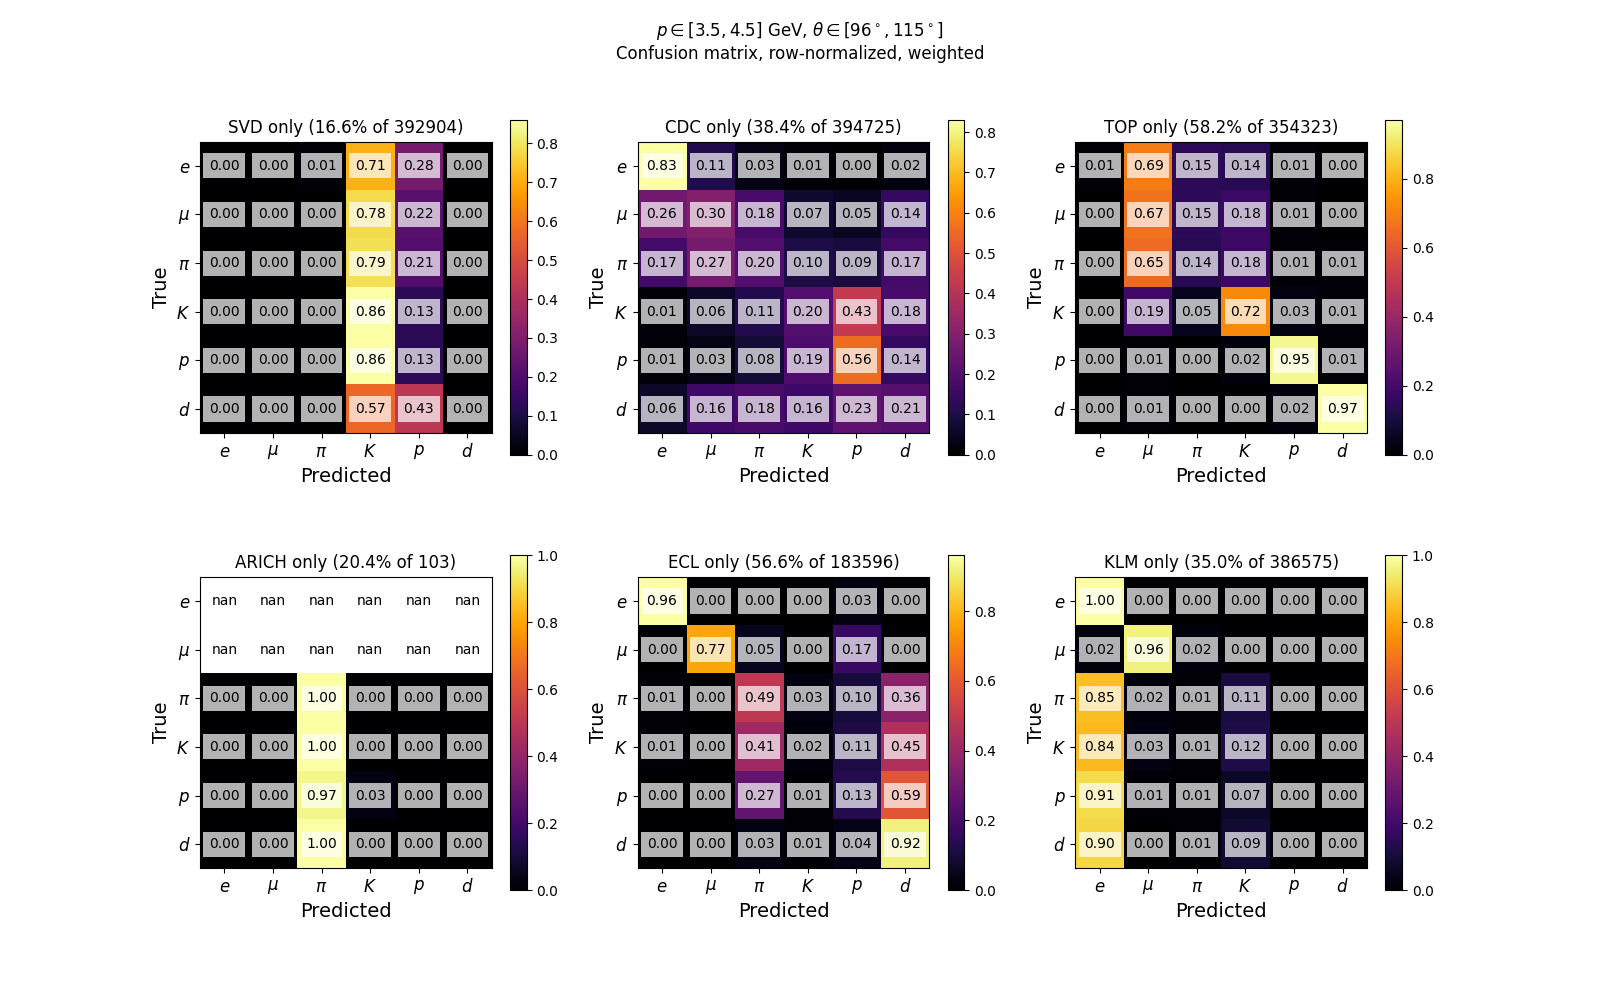 p ∈ [3.5, 4.5] GeV, θ ∈ [96°, 115°]
Confusion matrix, row-normalized, weighted
SVD only (16.6% of 392904)
e 0.00 0.00 0.01 0.71 0.28 0.00
μ 0.00 0.00 0.00 0.78 0.22 0.00
π 0.00 0.00 0.00 0.79 0.21 0.00
K 0.00 0.00 0.00 0.86 0.13 0.00
p 0.00 0.00 0.00 0.86 0.13 0.00
d 0.00 0.00 0.00 0.57 0.43 0.00
e μ π K p d
True
Predicted
0.8
0.7
0.6
0.5
0.4
0.3
0.2
0.1
0.0
CDC only (38.4% of 394725)
e 0.83 0.11 0.03 0.01 0.00 0.02
μ 0.26 0.30 0.18 0.07 0.05 0.14
π 0.17 0.27 0.20 0.10 0.09 0.17
K 0.01 0.06 0.11 0.20 0.43 0.18
p 0.01 0.03 0.08 0.19 0.56 0.14
d 0.06 0.16 0.18 0.16 0.23 0.21
e μ π K p d
True
Predicted
0.8
0.7
0.6
0.5
0.4
0.3
0.2
0.1
0.0
TOP only (58.2% of 354323)
e 0.01 0.69 0.15 0.14 0.01 0.00
μ 0.00 0.67 0.15 0.18 0.01 0.00
π 0.00 0.65 0.14 0.18 0.01 0.01
K 0.00 0.19 0.05 0.72 0.03 0.01
p 0.00 0.01 0.00 0.02 0.95 0.01
d 0.00 0.01 0.00 0.00 0.02 0.97
e μ π K p d
True
Predicted
0.8
0.6
0.4
0.2
0.0
ARICH only (20.4% of 103)
e nan nan nan nan nan nan
μ nan nan nan nan nan nan
π 0.00 0.00 1.00 0.00 0.00 0.00
K 0.00 0.00 1.00 0.00 0.00 0.00
p 0.00 0.00 0.97 0.03 0.00 0.00
d 0.00 0.00 1.00 0.00 0.00 0.00
e μ π K p d
True
Predicted
1.0
0.8
0.6
0.4
0.2
0.0
ECL only (56.6% of 183596)
e 0.96 0.00 0.00 0.00 0.03 0.00
μ 0.00 0.77 0.05 0.00 0.17 0.00
π 0.01 0.00 0.49 0.03 0.10 0.36
K 0.01 0.00 0.41 0.02 0.11 0.45
p 0.00 0.00 0.27 0.01 0.13 0.59
d 0.00 0.00 0.03 0.01 0.04 0.92
e μ π K p d
True
Predicted
0.8
0.6
0.4
0.2
0.0
KLM only (35.0% of 386575)
e 1.00 0.00 0.00 0.00 0.00 0.00
μ 0.02 0.96 0.02 0.00 0.00 0.00
π 0.85 0.02 0.01 0.11 0.00 0.00
K 0.84 0.03 0.01 0.12 0.00 0.00
p 0.91 0.01 0.01 0.07 0.00 0.00
d 0.90 0.00 0.01 0.09 0.00 0.00
e μ π K p d
True
Predicted
1.0
0.8
0.6
0.4
0.2
0.0